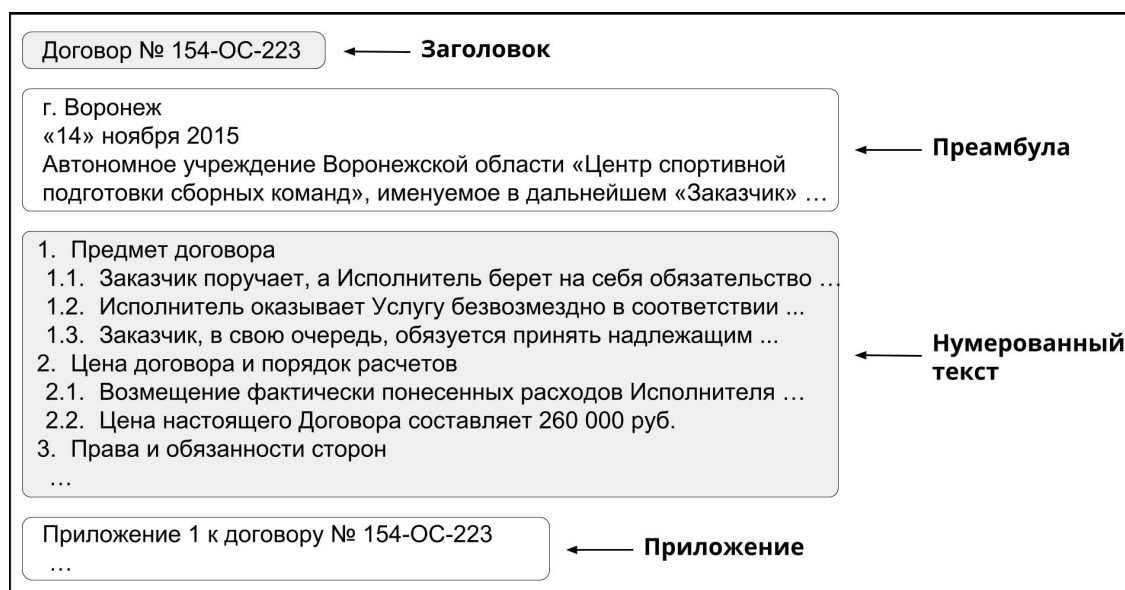 Договор № 154-ОС-223
Заголовок
г. Воронеж
«14» ноября 2015
Автономное учреждение Воронежской области «Центр спортивной
подготовки сборных команд», именуемое в дальнейшем «Заказчик» …
Преамбула
1. Предмет договора
1.1. Заказчик поручает, а Исполнитель берет на себя обязательство …
1.2. Исполнитель оказывает Услугу безвозмездно в соответствии ...
1.3. Заказчик, в свою очередь, обязуется принять надлежащим ...
2. Цена договора и порядок расчетов
2.1. Возмещение фактически понесенных расходов Исполнителя …
2.2. Цена настоящего Договора составляет 260 000 руб.
3. Права и обязанности сторон
…
Нумерованный
текст
Приложение 1 к договору № 154-ОС-223
…
Приложение